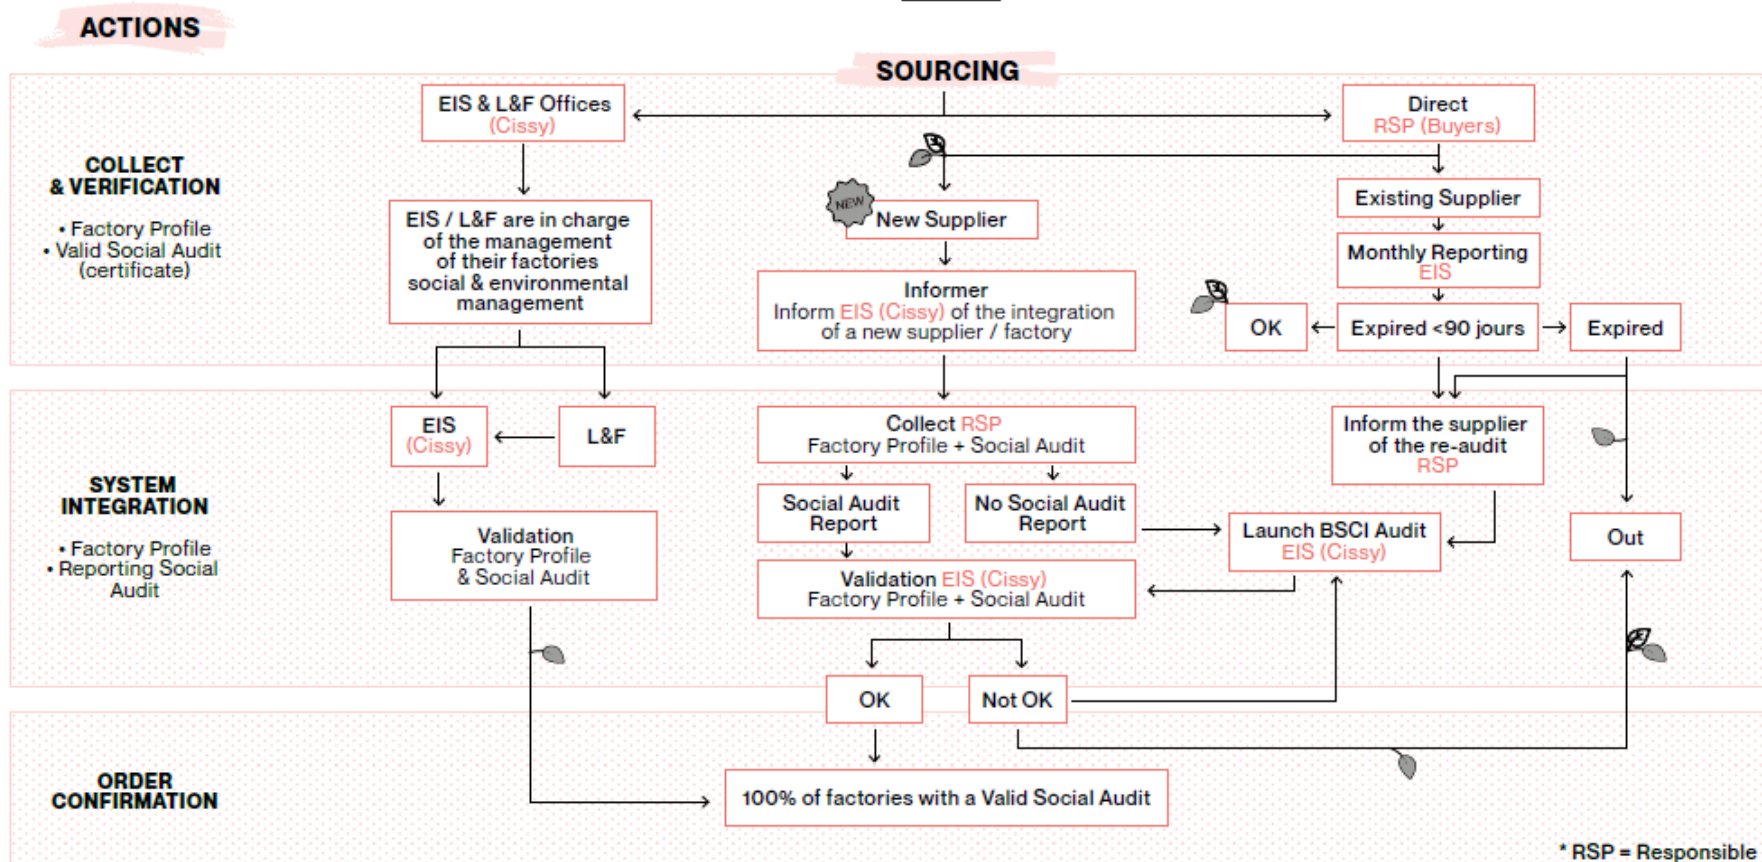 ACTIONS
SOURCING
COLLECT
& VERIFICATION
• Factory Profile
• Valid Social Audit
(certificate)
EIS & L&F Offices
(Cissy)
Direct
RSP (Buyers)
EIS / L&F are in charge
of the management
of their factories
social & environmental
management
NEW
New Supplier
Existing Supplier
Monthly Reporting
EIS
Informer
Inform EIS (Cissy) of the integration
of a new supplier / factory
OK
Expired <90 jours
Expired
SYSTEM
INTEGRATION
• Factory Profile
• Reporting Social
Audit
EIS
(Cissy)
L&F
Collect RSP
Factory Profile + Social Audit
Inform the supplier
of the re-audit
RSP
Social Audit
Report
No Social Audit
Report
Launch BSCI Audit
EIS (Cissy)
Out
Validation
Factory Profile
& Social Audit
Validation EIS (Cissy)
Factory Profile + Social Audit
OK
Not OK
ORDER
CONFIRMATION
100% of factories with a Valid Social Audit
* RSP = Responsible